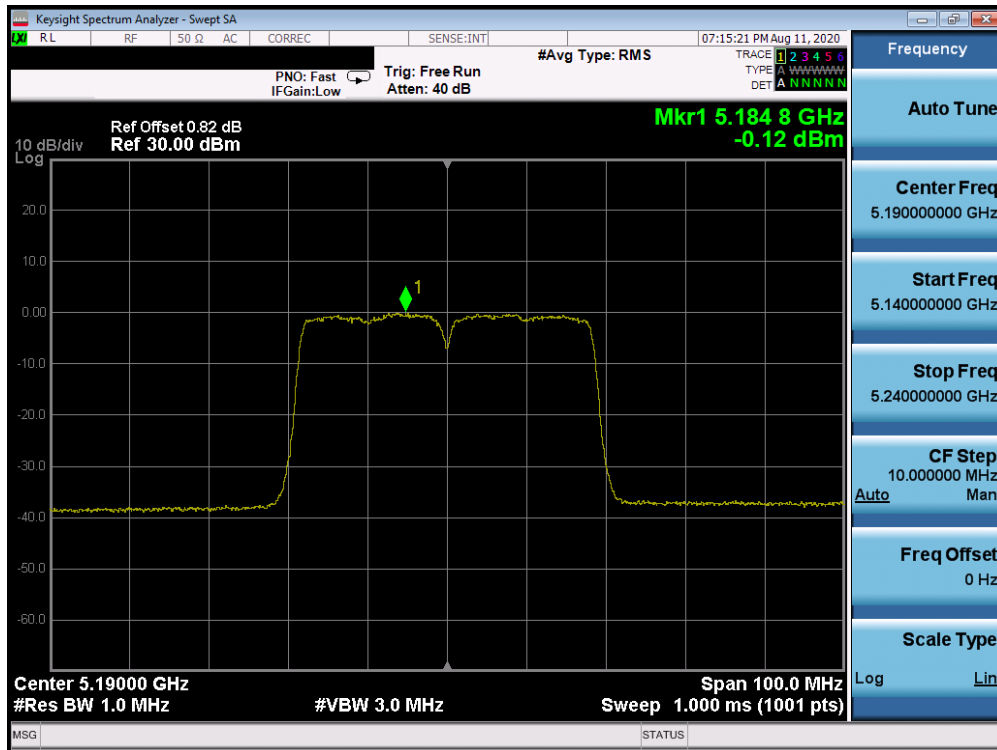 Keysight Spectrum Analyzer - Swept SA
LXI RL RF 50 Ω AC CORREC SENSE:INT 07:15:21 PM Aug 11, 2020
#Avg Type: RMS
TRACE 1 2 3 4 5 6
TYPE A WWWWW
DET A N N N N N
PNO: Fast
IFGain:Low
Trig: Free Run
Atten: 40 dB
Mkr1 5.184 8 GHz
-0.12 dBm
Ref Offset 0.82 dB
10 dB/div Ref 30.00 dBm
Log
20.0
10.0
1
0.00
-10.0
-20.0
-30.0
-40.0
-50.0
-60.0
Center 5.19000 GHz Span 100.0 MHz
#Res BW 1.0 MHz #VBW 3.0 MHz Sweep 1.000 ms (1001 pts)
MSG STATUS
Frequency
Auto Tune
Center Freq
5.190000000 GHz
Start Freq
5.140000000 GHz
Stop Freq
5.240000000 GHz
CF Step
10.000000 MHz
Auto Man
Freq Offset
0 Hz
Scale Type
Log Lin